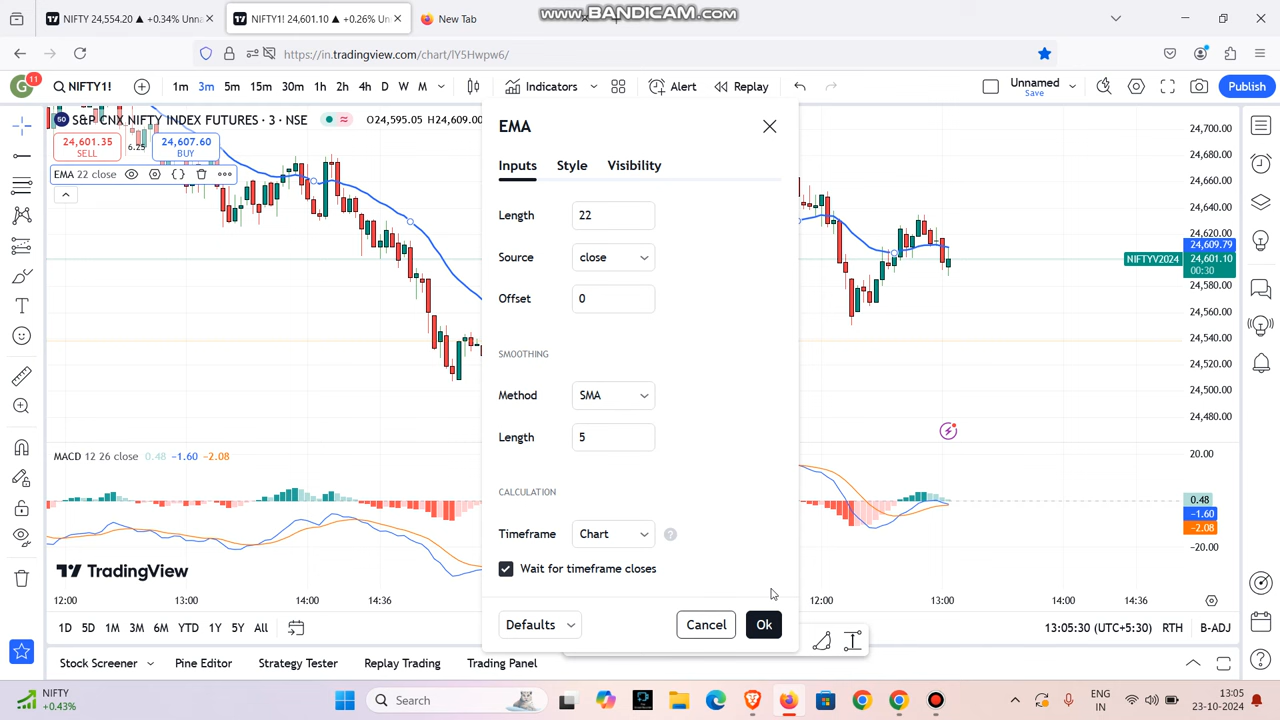 WWW.BANDICAM.COM
NIFTY 24,554.20 ▲ +0.34% Unna
NIFTY1! 24,601.10 ▲ +0.26% Un
New Tab
https://in.tradingview.com/chart/lY5Hwpw6/
G 11 NIFTY1! 1m 3m 5m 15m 30m 1h 2h 4h D W M Indicators Alert Replay Unnamed Save Publish
50 S&P CNX NIFTY INDEX FUTURES · 3 · NSE O24,595.05 H24,609.00
24,601.35 SELL 6.25 24,607.60 BUY
EMA 22 close
EMA
Inputs Style Visibility
Length 22
Source close
Offset 0
SMOOTHING
Method SMA
Length 5
CALCULATION
Timeframe Chart ?
Wait for timeframe closes
Defaults Cancel Ok
24,700.00
24,680.00
24,660.00
24,640.00
24,620.00
24,609.79
NIFTYV2024 24,601.10
00:30
24,580.00
24,560.00
24,540.00
24,520.00
24,500.00
24,480.00
MACD 12 26 close 0.48 −1.60 −2.08
20.00
0.48
−1.60
−2.08
−20.00
TradingView
12:00 13:00 14:00 14:36 12:00 13:00 14:00 14:36
1D 5D 1M 3M 6M YTD 1Y 5Y All 13:05:30 (UTC+5:30) RTH B-ADJ
Stock Screener Pine Editor Strategy Tester Replay Trading Trading Panel
NIFTY
+0.43%
Search
ENG
IN
13:05
23-10-2024